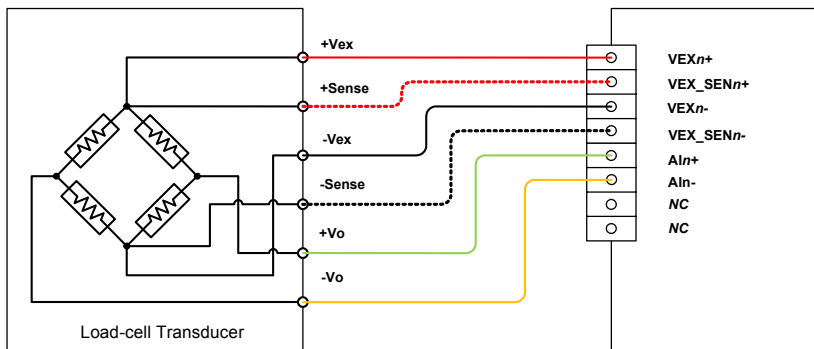 +Vex
+Sense
-Vex
-Sense
+Vo
-Vo
Load-cell Transducer
VEXn+
VEX_SENn+
VEXn-
VEX_SENn-
AIn+
AIn-
NC
NC